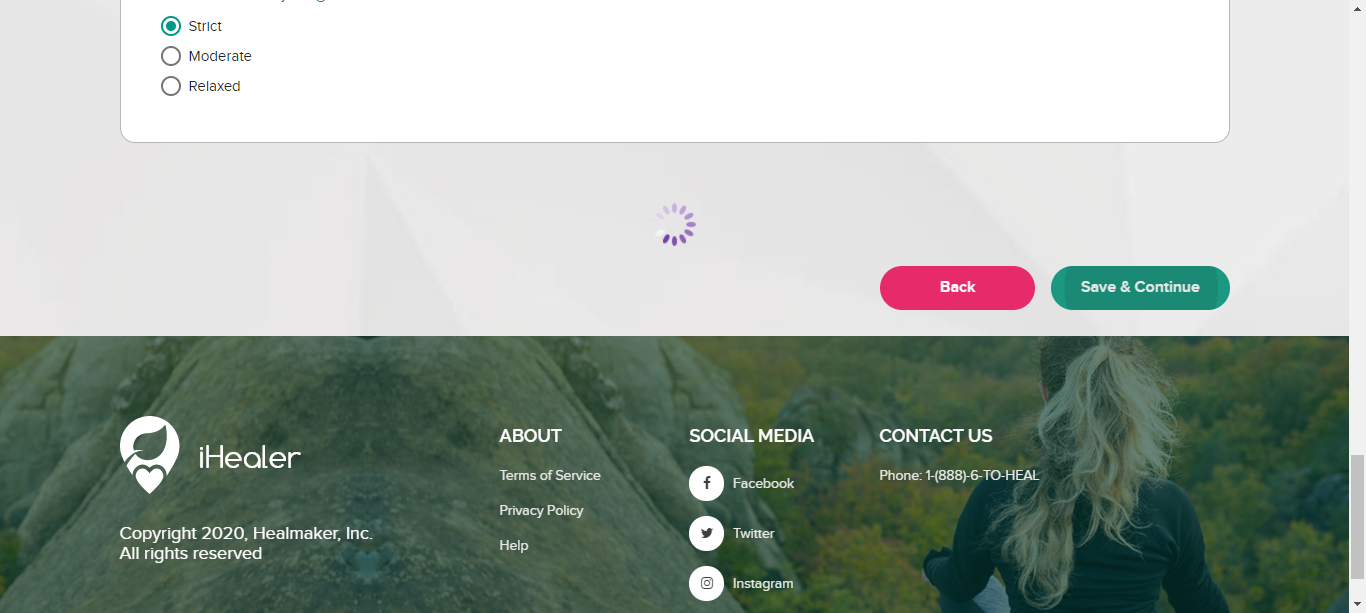 Strict
Moderate
Relaxed
Back
Save & Continue
iHealer
Copyright 2020, Healmaker, Inc.
All rights reserved
ABOUT
Terms of Service
Privacy Policy
Help
SOCIAL MEDIA
Facebook
Twitter
Instagram
CONTACT US
Phone: 1-(888)-6-TO-HEAL